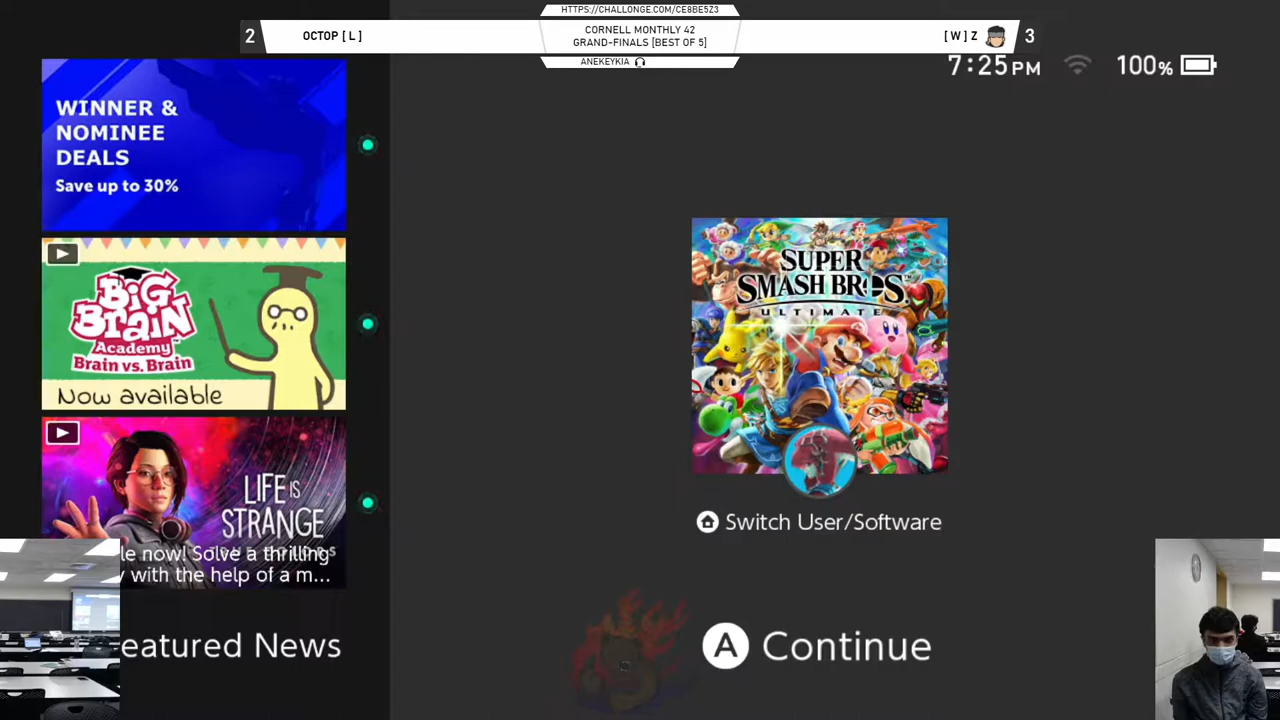 HTTPS://CHALLONGE.COM/CE8BE5Z3
2
OCTOP [ L ]
CORNELL MONTHLY 42
GRAND-FINALS [BEST OF 5]
[ W ] Z
3
ANEKEYKIA
7:25PM
100%
WINNER &
NOMINEE
DEALS
Save up to 30%
BiG
BRAiN
Academy
Brain vs. Brain
Now available
LIFE IS
STRANGE
le now! Solve a thrilling
with the help of a m...
eatured News
SUPER
SMASH BROS.
ULTIMATE
Switch User/Software
A Continue